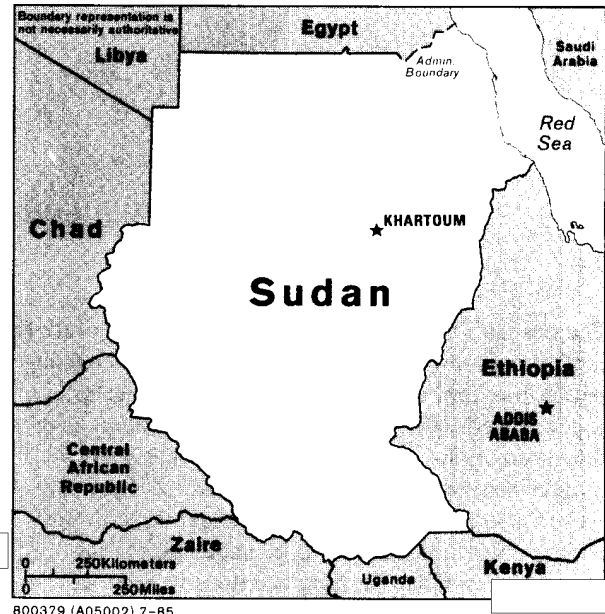 Boundary representation is
not necessarily authoritative
Libya
Egypt
Admin.
Boundary
Saudi
Arabia
Red
Sea
Chad
KHARTOUM
Sudan
Ethiopia
ADDIS
ABABA
Central
African
Republic
Zaire
0 250Kilometers
0 250Miles
Uganda
Kenya
800379 (A05002) 7-85